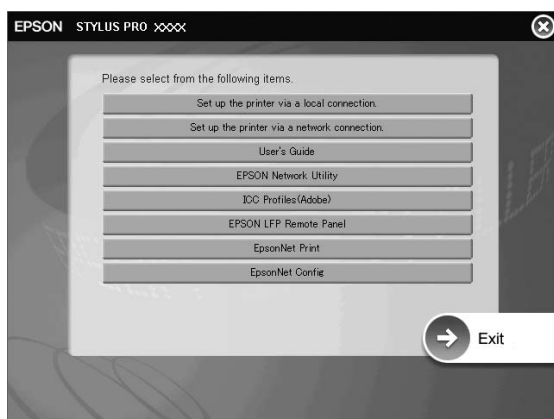 EPSON STYLUS PRO XXXX
Please select from the following items.
Set up the printer via a local connection.
Set up the printer via a network connection.
User's Guide
EPSON Network Utility
ICC Profiles(Adobe)
EPSON LFP Remote Panel
EpsonNet Print
EpsonNet Config
Exit